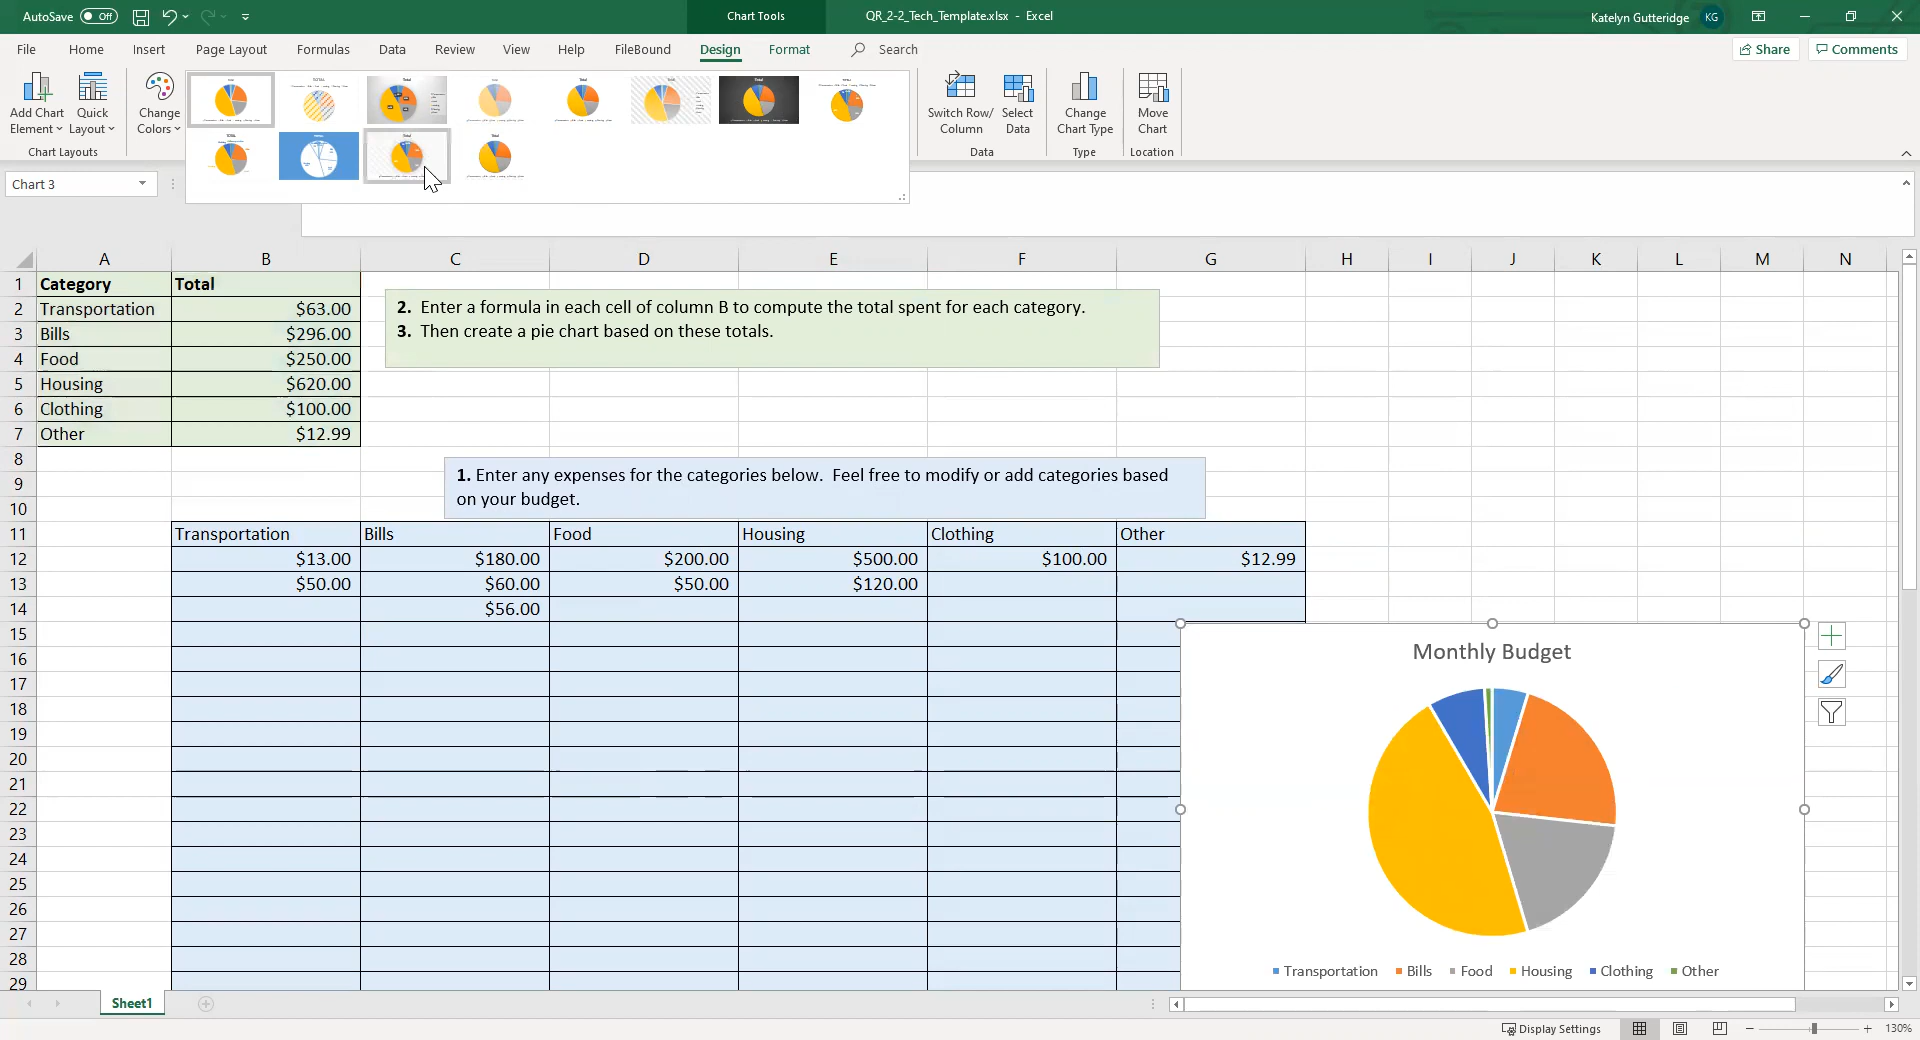 AutoSave Off
Chart Tools
QR_2-2_Tech_Template.xlsx - Excel
Katelyn Gutteridge KG
File Home Insert Page Layout Formulas Data Review View Help FileBound Design Format Search
Share Comments
Add Chart Element
Quick Layout
Change Colors
Switch Row/ Column
Select Data
Change Chart Type
Move Chart
Chart Layouts
Data
Type
Location
Chart 3
A B C D E F G H I J K L M N
1 Category Total
2 Transportation $63.00
3 Bills $296.00
4 Food $250.00
5 Housing $620.00
6 Clothing $100.00
7 Other $12.99
2. Enter a formula in each cell of column B to compute the total spent for each category.
3. Then create a pie chart based on these totals.
8
9
10
1. Enter any expenses for the categories below. Feel free to modify or add categories based
on your budget.
11 Transportation Bills Food Housing Clothing Other
12 $13.00 $180.00 $200.00 $500.00 $100.00 $12.99
13 $50.00 $60.00 $50.00 $120.00
14 $56.00
15
16
17
18
19
20
21
22
23
24
25
26
27
28
29
Monthly Budget
Transportation Bills Food Housing Clothing Other
Sheet1
Display Settings
130%